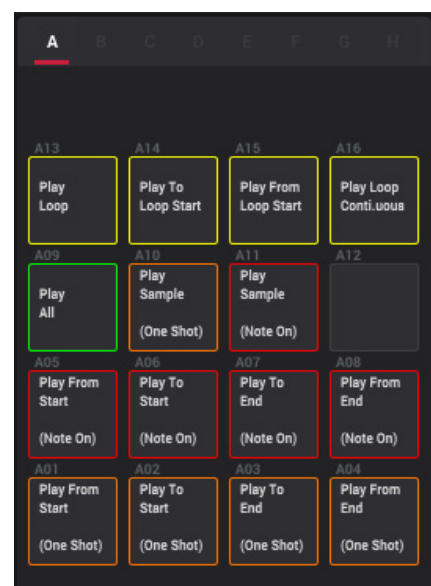 A B C D E F G H
A13 A14 A15 A16
Play Play To Play From Play Loop
Loop Loop Start Loop Start Conti.uous
A09 A10 A11 A12
Play Play
Play Sample Sample
All
(One Shot) (Note On)
A05 A06 A07 A08
Play From Play To Play To Play From
Start Start End End
(Note On) (Note On) (Note On) (Note On)
A01 A02 A03 A04
Play From Play To Play To Play From
Start Start End End
(One Shot) (One Shot) (One Shot) (One Shot)